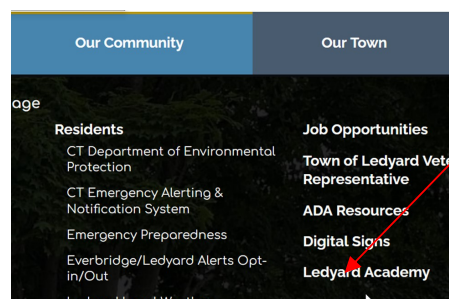 Our Community
Our Town
age
Residents
CT Department of Environmental
Protection
CT Emergency Alerting &
Notification System
Emergency Preparedness
Everbridge/Ledyard Alerts Opt-
in/Out
Job Opportunities
Town of Ledyard Vete
Representative
ADA Resources
Digital Signs
Ledyard Academy